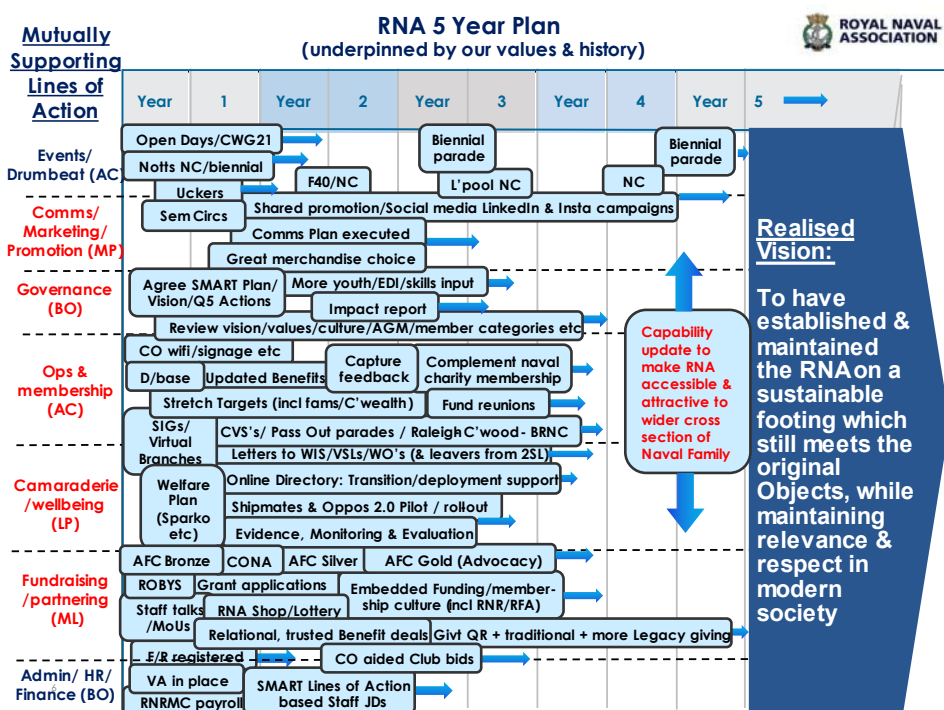 RNA 5 Year Plan
(underpinned by our values & history)
ROYAL NAVAL
ASSOCIATION
Mutually
Supporting
Lines of
Action
Year 1 Year 2 Year 3 Year 4 Year 5
Events/
Drumbeat (AC)
Open Days/CWG21
Notts NC/biennial
Uckers
F40/NC
Biennial
parade
L'pool NC
NC
Biennial
parade
Comms/
Marketing/
Promotion (MP)
Sem Circs
Shared promotion/Social media LinkedIn & Insta campaigns
Comms Plan executed
Great merchandise choice
Governance
(BO)
Agree SMART Plan/
Vision/Q5 Actions
More youth/EDI/skills input
Impact report
Review vision/values/culture/AGM/member categories etc
Ops &
membership
(AC)
CO wifi/signage etc
D/base
Updated Benefits
Capture
feedback
Complement naval
charity membership
Stretch Targets (incl fams/C'wealth)
Fund reunions
SIGs/
Virtual
Branches
CVS's/ Pass Out parades / Raleigh C'wood - BRNC
Letters to WIS/VSLs/WO's (& leavers from 2SL)
Camaraderie
/wellbeing
(LP)
Welfare
Plan
(Sparko
etc)
Online Directory: Transition/deployment support
Shipmates & Oppos 2.0 Pilot / rollout
Evidence, Monitoring & Evaluation
Fundraising
/partnering
(ML)
AFC Bronze
CONA
AFC Silver
AFC Gold (Advocacy)
ROBYS
Grant applications
Embedded Funding/member-
ship culture (incl RNR/RFA)
Staff talks
/MoUs
RNA Shop/Lottery
Relational, trusted Benefit deals
Givt QR + traditional + more Legacy giving
Admin/ HR/
Finance (BO)
6
F/R registered
CO aided Club bids
VA in place
RNRMC payroll
SMART Lines of Action
based Staff JDs
Capability
update to
make RNA
accessible &
attractive to
wider cross
section of
Naval Family
Realised
Vision:
To have
established &
maintained
the RNA on a
sustainable
footing which
still meets the
original
Objects, while
maintaining
relevance &
respect in
modern
society